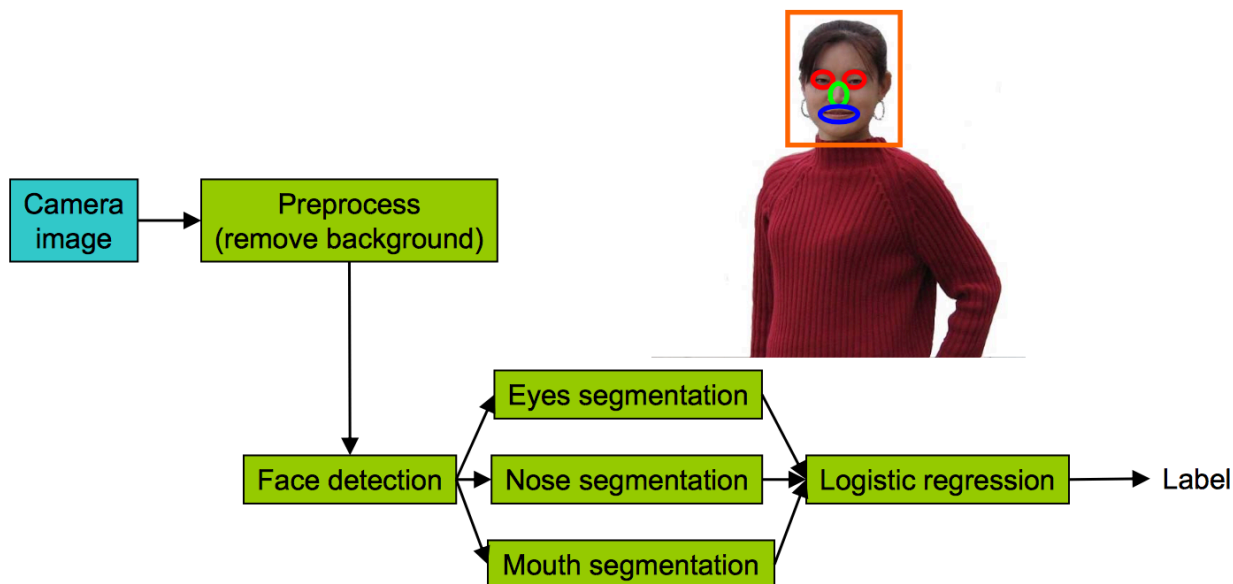 Camera
image
Preprocess
(remove background)
Eyes segmentation
Face detection
Nose segmentation
Logistic regression
Label
Mouth segmentation